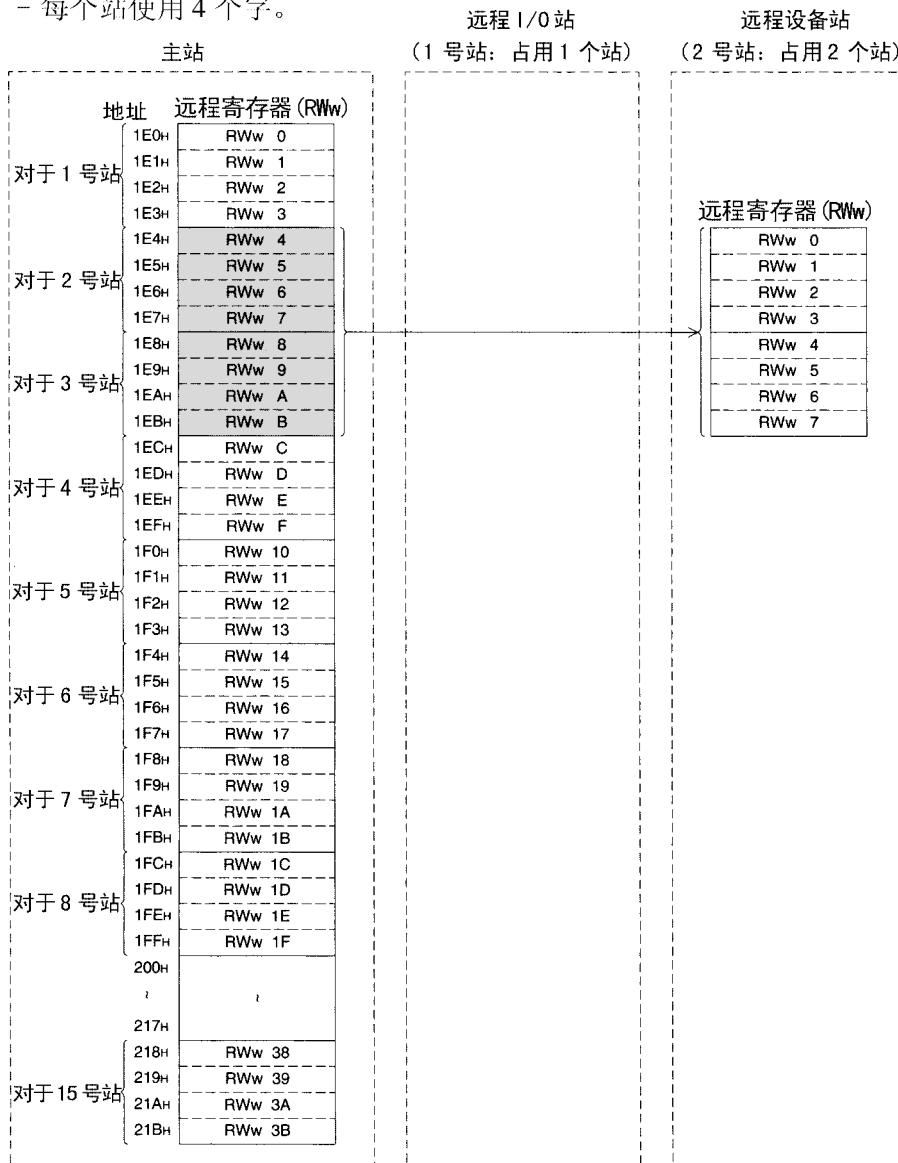 －每个站使用 4 个字。
主站
远程 I/O 站
(1 号站：占用 1 个站)
远程设备站
(2 号站：占用 2 个站)
地址 远程寄存器 (RWw)
对于 1 号站
1E0H RWw 0
1E1H RWw 1
1E2H RWw 2
1E3H RWw 3
对于 2 号站
1E4H RWw 4
1E5H RWw 5
1E6H RWw 6
1E7H RWw 7
对于 3 号站
1E8H RWw 8
1E9H RWw 9
1EAH RWw A
1EBH RWw B
对于 4 号站
1ECH RWw C
1EDH RWw D
1EEH RWw E
1EFH RWw F
对于 5 号站
1F0H RWw 10
1F1H RWw 11
1F2H RWw 12
1F3H RWw 13
对于 6 号站
1F4H RWw 14
1F5H RWw 15
1F6H RWw 16
1F7H RWw 17
对于 7 号站
1F8H RWw 18
1F9H RWw 19
1FAH RWw 1A
1FBH RWw 1B
对于 8 号站
1FCH RWw 1C
1FDH RWw 1D
1FEH RWw 1E
1FFH RWw 1F
200H
~ ~
217H
对于 15 号站
218H RWw 38
219H RWw 39
21AH RWw 3A
21BH RWw 3B
远程寄存器 (RWw)
RWw 0
RWw 1
RWw 2
RWw 3
RWw 4
RWw 5
RWw 6
RWw 7